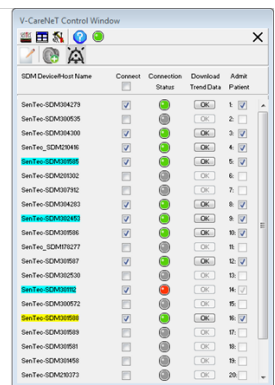 V-CareNeT Control Window
SDM Device/Host Name Connect Connection Status Download Trend Data Admit Patient
SenTec-SDM304279 OK 1:
SenTec-SDM300535 OK 2:
SenTec-SDM304300 OK 3:
SenTec_SDM210416 OK 4:
SenTec-SDM301585 OK 5:
SenTec-SDM201302 OK 6:
SenTec-SDM307912 OK 7:
SenTec-SDM304283 OK 8:
SenTec-SDM302453 OK 9:
SenTec-SDM301586 OK 10:
SenTec_SDM178277 OK 11:
SenTec-SDM301587 OK 12:
SenTec-SDM302530 OK 13:
SenTec-SDM301112 OK 14:
SenTec-SDM300572 OK 15:
SenTec-SDM301588 OK 16:
SenTec-SDM301589 OK 17:
SenTec-SDM301581 OK 18:
SenTec-SDM301458 OK 19:
SenTec-SDM210373 OK 20: